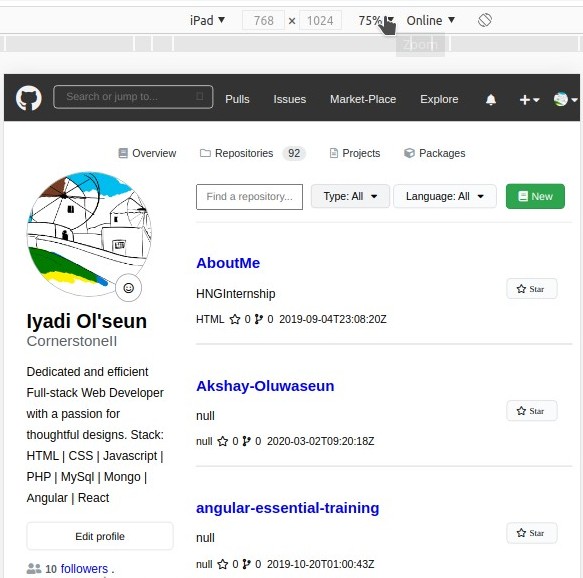 iPad 768 × 1024 75% Online
Zoom
Search or jump to... Pulls Issues Market-Place Explore
Overview Repositories 92 Projects Packages
Find a repository... Type: All Language: All New
AboutMe
HNGInternship
Star
HTML 0 0 2019-09-04T23:08:20Z
Iyadi Ol'seun
CornerstoneII
Dedicated and efficient
Full-stack Web Developer
with a passion for
thoughtful designs. Stack:
HTML | CSS | Javascript |
PHP | MySql | Mongo |
Angular | React
Edit profile
10 followers .
Akshay-Oluwaseun
null
Star
null 0 0 2020-03-02T09:20:18Z
angular-essential-training
null
Star
null 0 0 2019-10-20T01:00:43Z